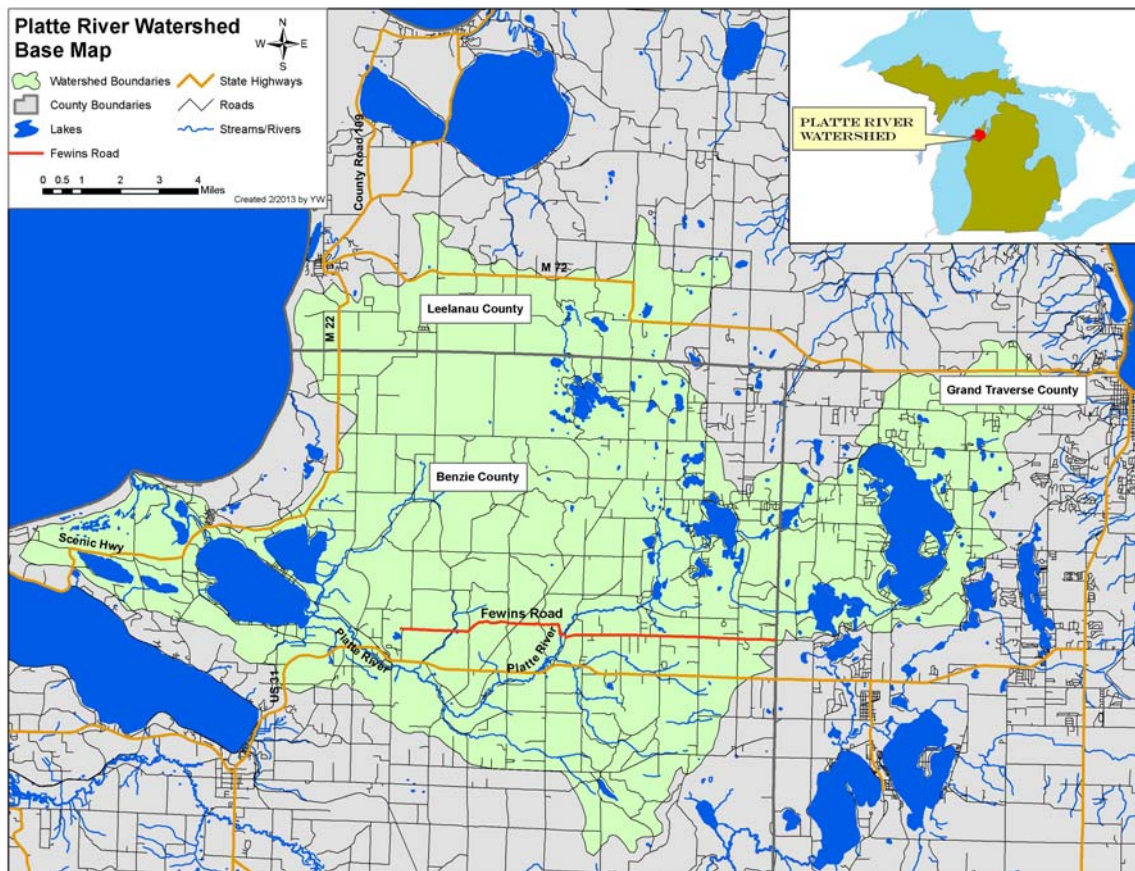 Platte River Watershed
Base Map
N
W E
S
Watershed Boundaries
State Highways
County Boundaries
Roads
Lakes
Streams/Rivers
Fewins Road
0 0.5 1 2 3 4
Miles
Created 2/2013 by YW
PLATTE RIVER
WATERSHED
County Road 109
M 72
Leelanau County
M 22
Grand Traverse County
Benzie County
Scenic Hwy
Fewins Road
Platte River
Platte River
US 31